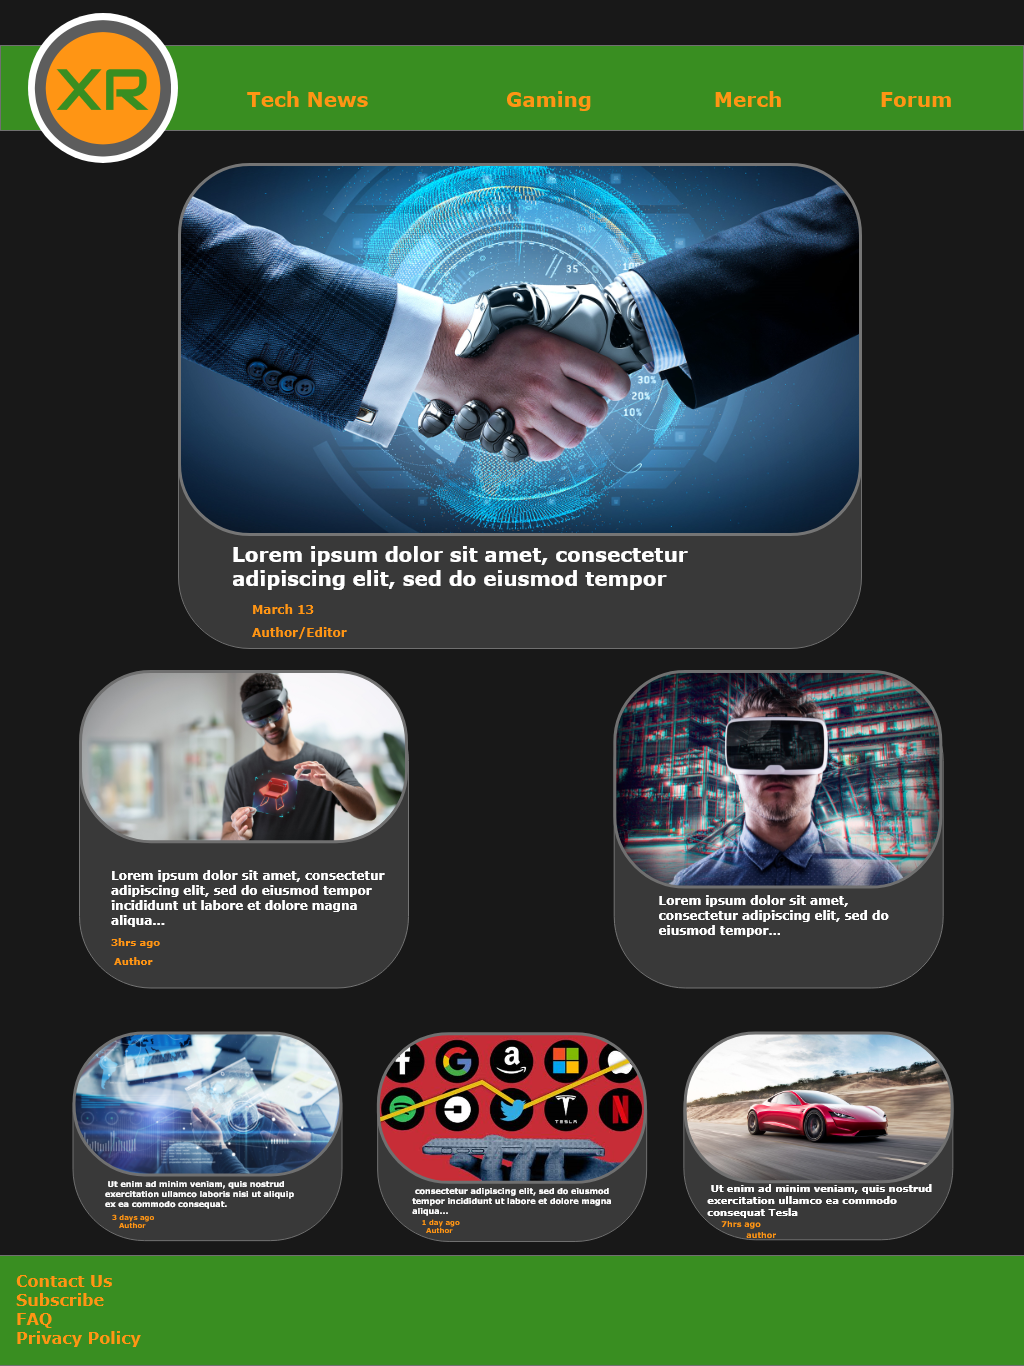 XR
Tech News
Gaming
Merch
Forum
35
30%
20%
10%
Lorem ipsum dolor sit amet, consectetur
adipiscing elit, sed do eiusmod tempor
March 13
Author/Editor
Lorem ipsum dolor sit amet, consectetur
adipiscing elit, sed do eiusmod tempor
incididunt ut labore et dolore magna
aliqua...
3hrs ago
Author
Lorem ipsum dolor sit amet,
consectetur adipiscing elit, sed do
eiusmod tempor...
Ut enim ad minim veniam, quis nostrud
exercitation ullamco laboris nisi ut aliquip
ex ea commodo consequat.
3 days ago
Author
TESLA
consectetur adipiscing elit, sed do eiusmod
tempor incididunt ut labore et dolore magna
aliqua...
1 day ago
Author
Ut enim ad minim veniam, quis nostrud
exercitation ullamco ea commodo
consequat Tesla
7hrs ago
author
Contact Us
Subscribe
FAQ
Privacy Policy